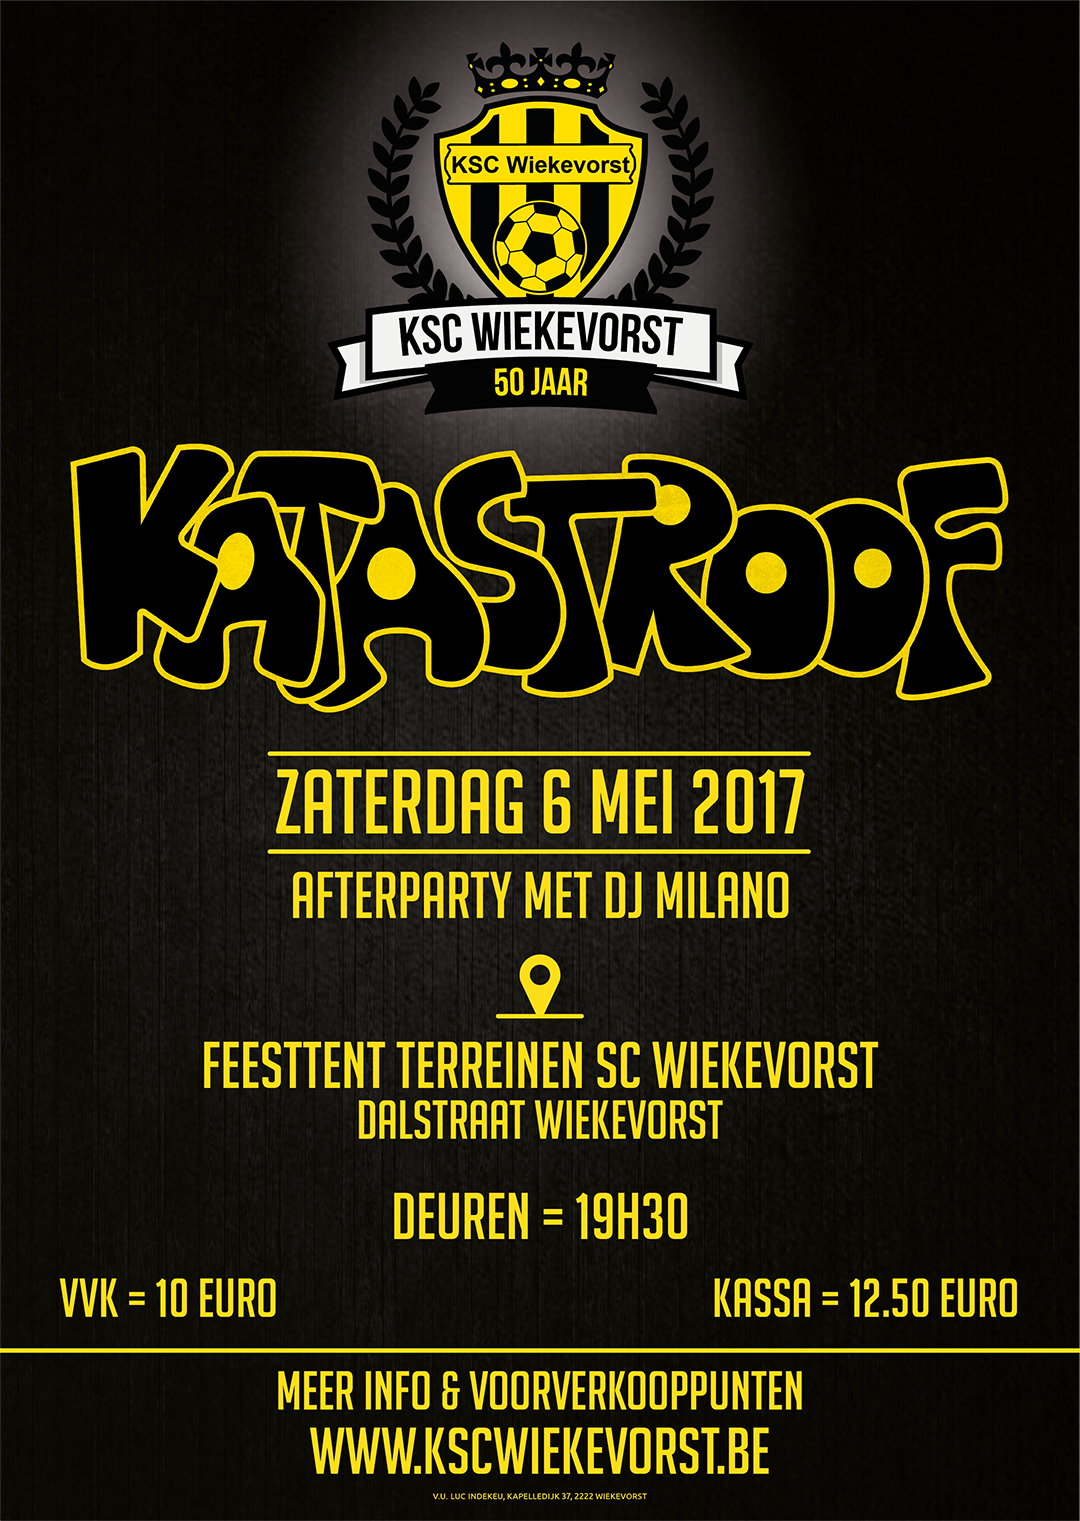 KSC Wiekevorst
KSC WIEKEVORST
50 JAAR
KATASTROOF
ZATERDAG 6 MEI 2017
AFTERPARTY MET DJ MILANO
FEESTTENT TERREINEN SC WIEKEVORST
DALSTRAAT WIEKEVORST
DEUREN = 19H30
VVK = 10 EURO
KASSA = 12.50 EURO
MEER INFO & VOORVERKOOPPUNTEN
WWW.KSCWIEKEVORST.BE
V.U. LUC INDEKEU, KAPELLEDIJK 37, 2222 WIEKEVORST